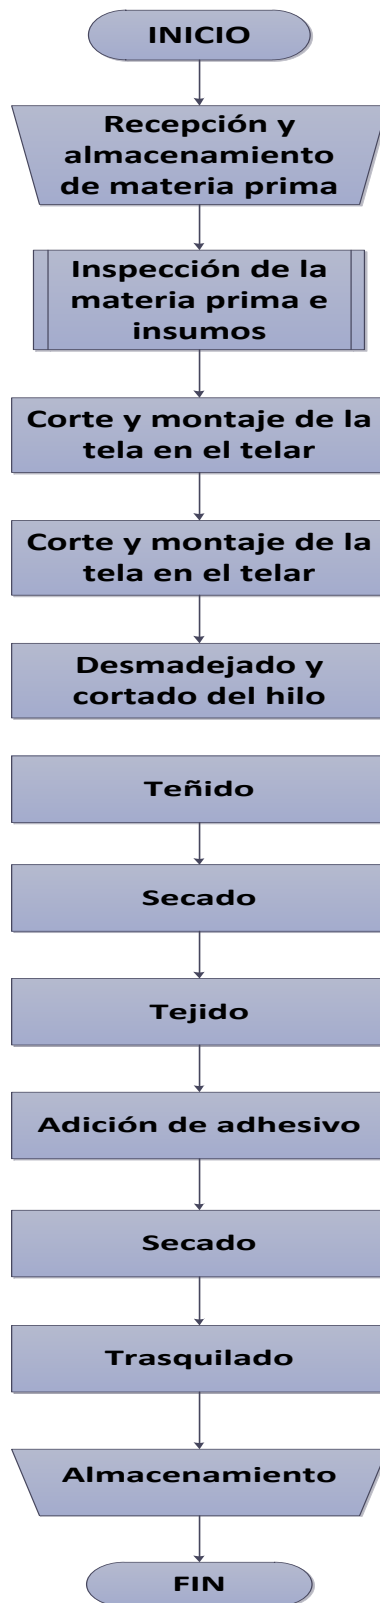 INICIO
Recepción y
almacenamiento
de materia prima
Inspección de la
materia prima e
insumos
Corte y montaje de la
tela en el telar
Corte y montaje de la
tela en el telar
Desmadejado y
cortado del hilo
Teñido
Secado
Tejido
Adición de adhesivo
Secado
Trasquilado
Almacenamiento
FIN